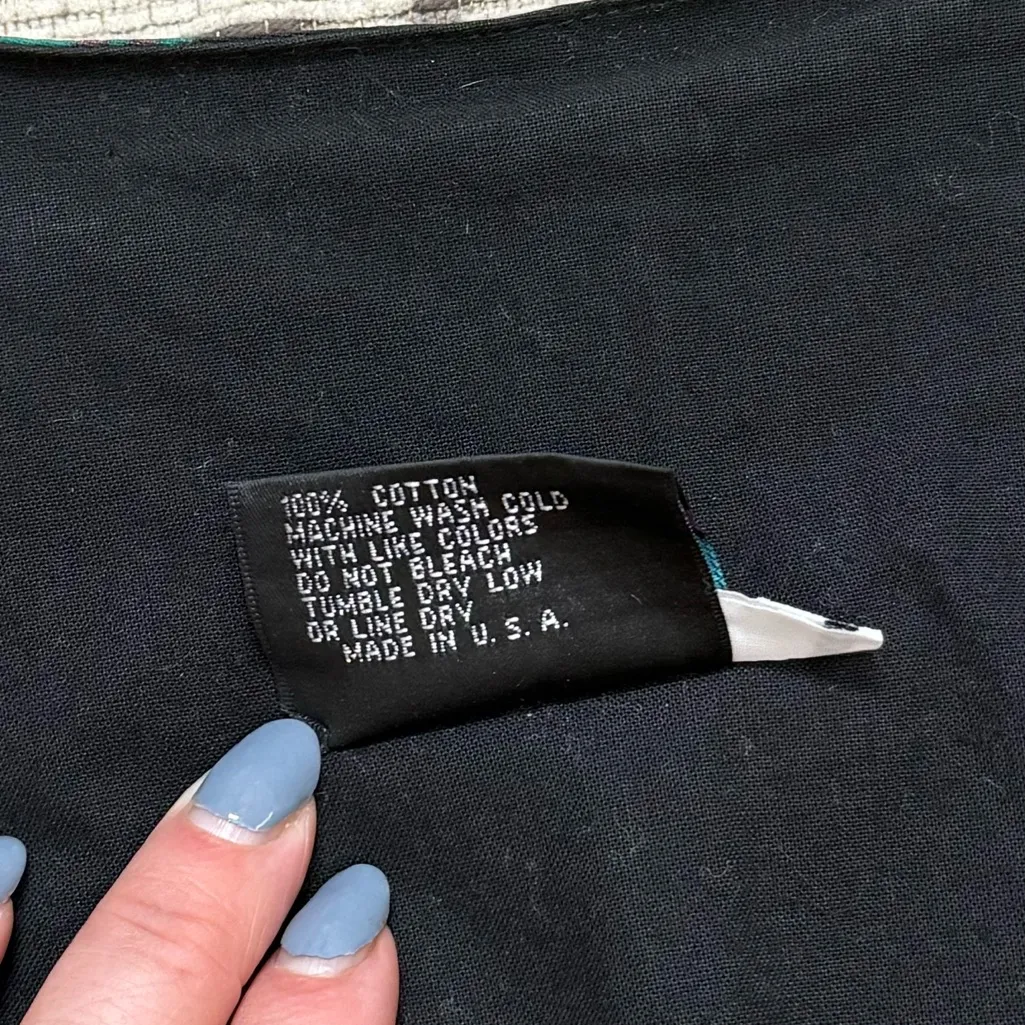 100% COTTON
MACHINE WASH COLD
WITH LIKE COLORS
DO NOT BLEACH
TUMBLE DRY LOW
OR LINE DRY
MADE IN U. S. A.